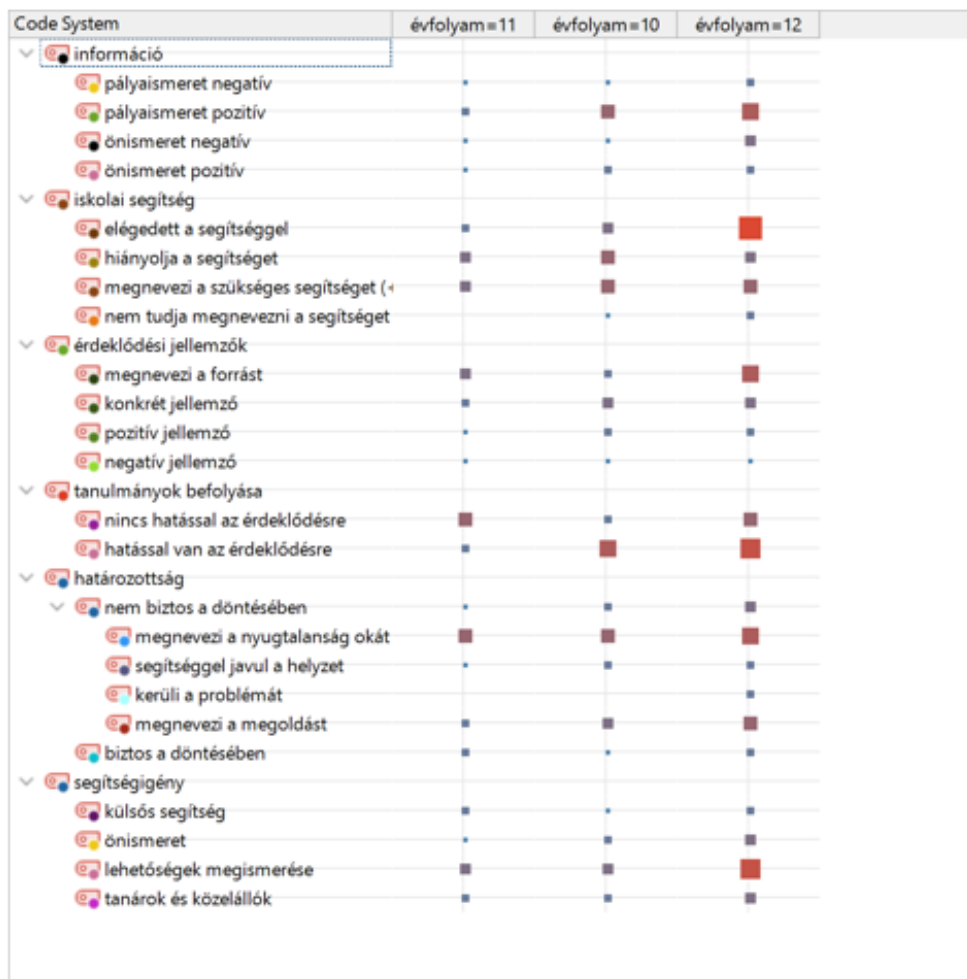 Code System évfolyam=11 évfolyam=10 évfolyam=12
információ
pályaismeret negatív
pályaismeret pozitív
önismeret negatív
önismeret pozitív
iskolai segítség
elégedett a segítséggel
hiányolja a segítséget
megnevezi a szükséges segítséget (+
nem tudja megnevezni a segítséget
érdeklődési jellemzők
megnevezi a forrást
konkrét jellemző
pozitív jellemző
negatív jellemző
tanulmányok befolyása
nincs hatással az érdeklődésre
hatással van az érdeklődésre
határozottság
nem biztos a döntésében
megnevezi a nyugtalanság okát
segítséggel javul a helyzet
kerüli a problémát
megnevezi a megoldást
biztos a döntésében
segítségigény
külsős segítség
önismeret
lehetőségek megismerése
tanárok és közelállók